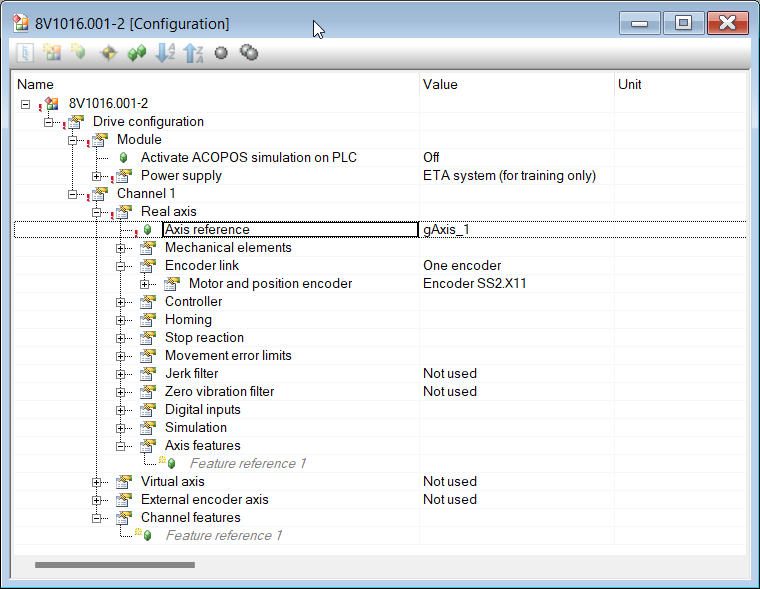 8V1016.001-2 [Configuration]
Name Value Unit
8V1016.001-2
Drive configuration
Module
Activate ACOPOS simulation on PLC Off
Power supply ETA system (for training only)
Channel 1
Real axis
Axis reference gAxis_1
Mechanical elements
Encoder link One encoder
Motor and position encoder Encoder SS2.X11
Controller
Homing
Stop reaction
Movement error limits
Jerk filter Not used
Zero vibration filter Not used
Digital inputs
Simulation
Axis features
Feature reference 1
Virtual axis Not used
External encoder axis Not used
Channel features
Feature reference 1